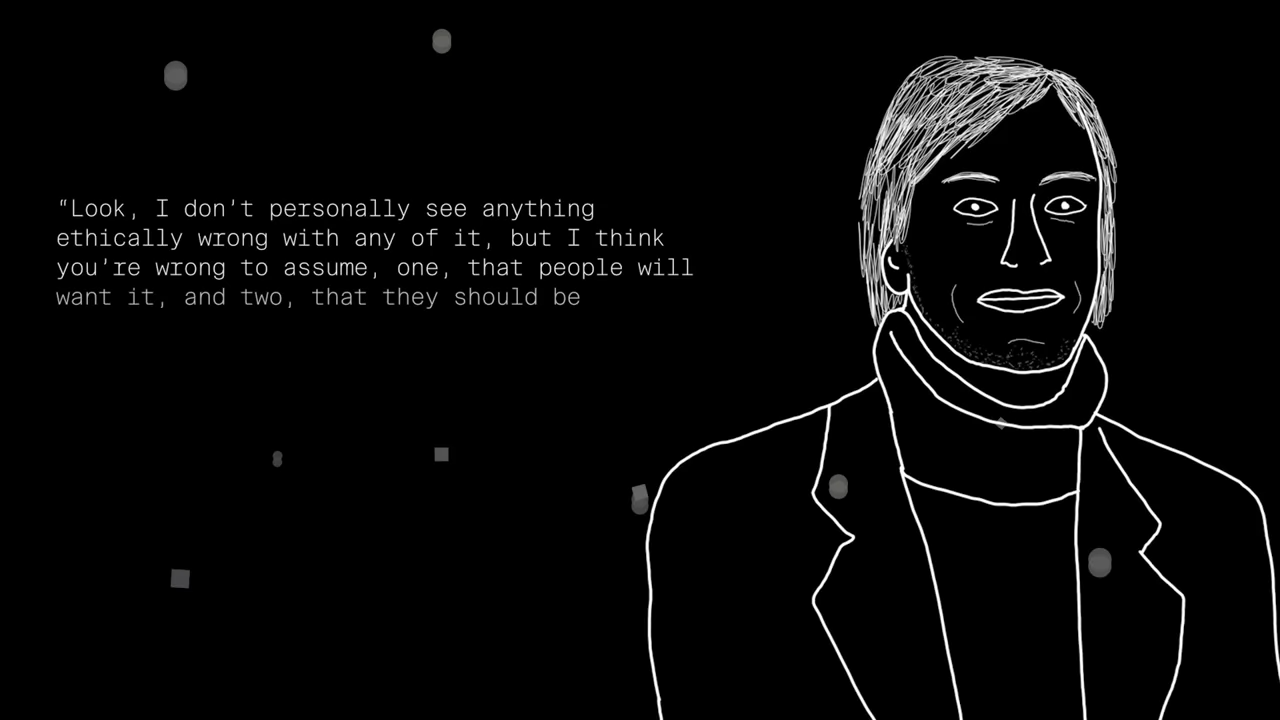 “Look, I don't personally see anything
ethically wrong with any of it, but I think
you're wrong to assume, one, that people will
want it, and two, that they should be